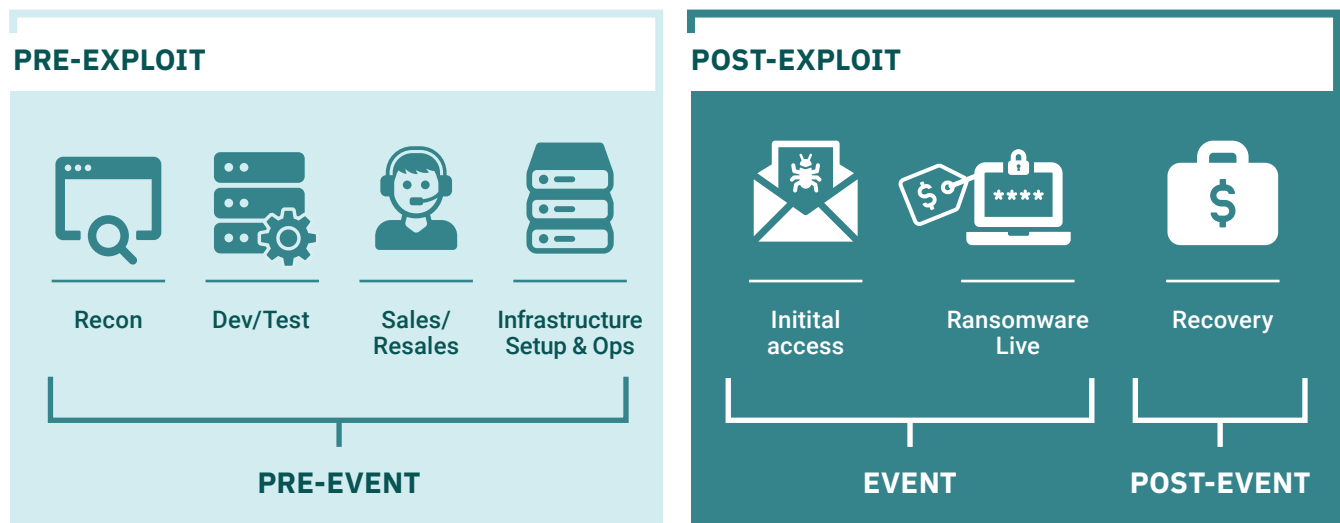 PRE-EXPLOIT
Recon
Dev/Test
Sales/
Resales
Infrastructure
Setup & Ops
PRE-EVENT
POST-EXPLOIT
$
****
$
Initital
access
Ransomware
Live
Recovery
EVENT
POST-EVENT